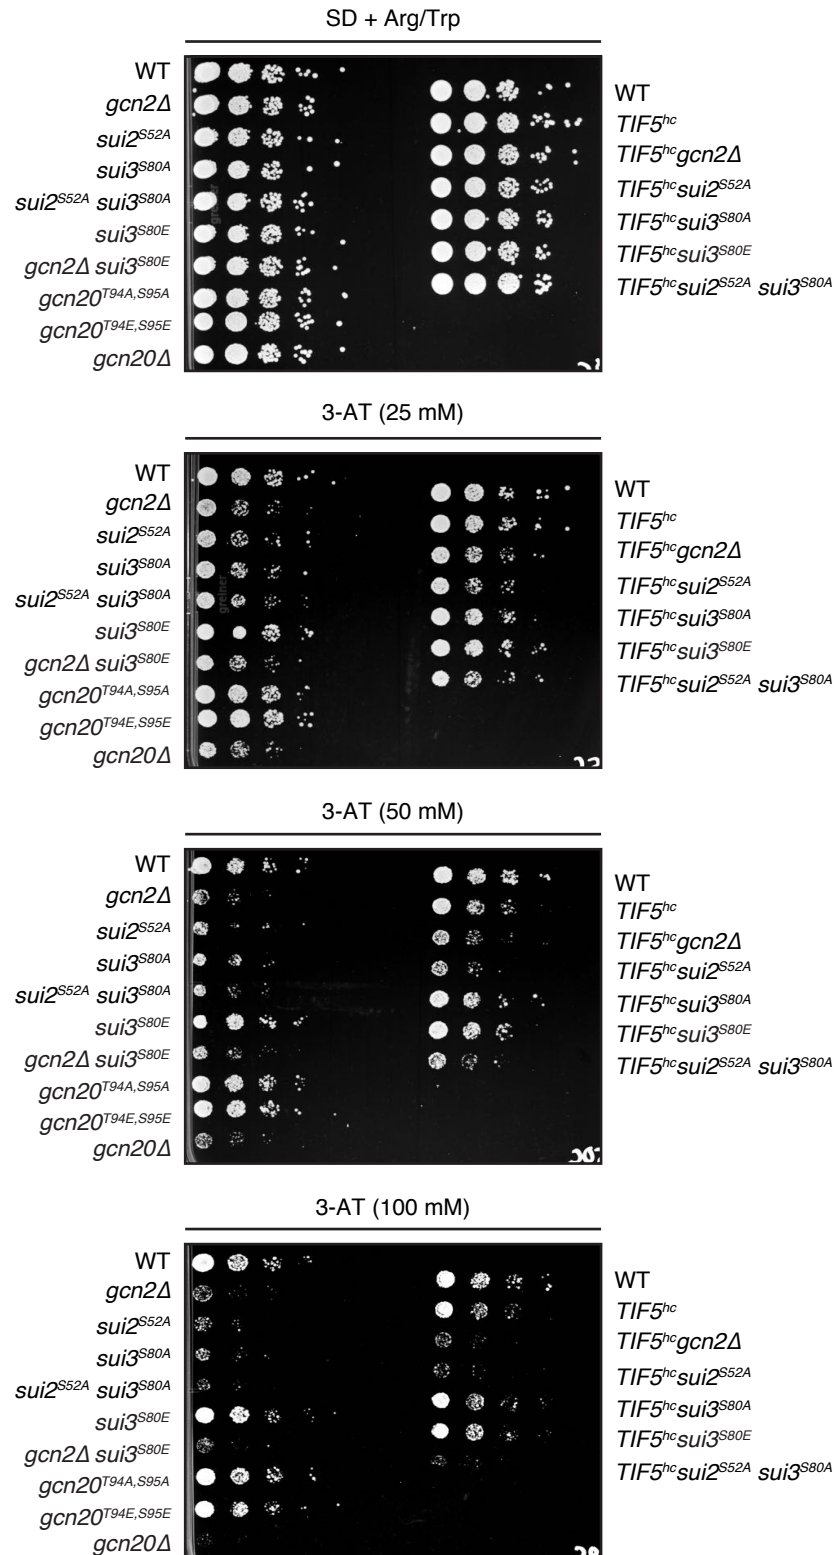 SD + Arg/Trp
WT
gcn2Δ
sui2S52A
sui3S80A
sui2S52A sui3S80A
sui3S80E
gcn2Δ sui3S80E
gcn20T94A,S95A
gcn20T94E,S95E
gcn20Δ
WT
TIF5hc
TIF5hcgcn2Δ
TIF5hcsui2S52A
TIF5hcsui3S80A
TIF5hcsui3S80E
TIF5hcsui2S52A sui3S80A
greiner
3-AT (25 mM)
WT
gcn2Δ
sui2S52A
sui3S80A
sui2S52A sui3S80A
sui3S80E
gcn2Δ sui3S80E
gcn20T94A,S95A
gcn20T94E,S95E
gcn20Δ
WT
TIF5hc
TIF5hcgcn2Δ
TIF5hcsui2S52A
TIF5hcsui3S80A
TIF5hcsui3S80E
TIF5hcsui2S52A sui3S80A
greiner
3-AT (50 mM)
WT
gcn2Δ
sui2S52A
sui3S80A
sui2S52A sui3S80A
sui3S80E
gcn2Δ sui3S80E
gcn20T94A,S95A
gcn20T94E,S95E
gcn20Δ
WT
TIF5hc
TIF5hcgcn2Δ
TIF5hcsui2S52A
TIF5hcsui3S80A
TIF5hcsui3S80E
TIF5hcsui2S52A sui3S80A
3-AT (100 mM)
WT
gcn2Δ
sui2S52A
sui3S80A
sui2S52A sui3S80A
sui3S80E
gcn2Δ sui3S80E
gcn20T94A,S95A
gcn20T94E,S95E
gcn20Δ
WT
TIF5hc
TIF5hcgcn2Δ
TIF5hcsui2S52A
TIF5hcsui3S80A
TIF5hcsui3S80E
TIF5hcsui2S52A sui3S80A